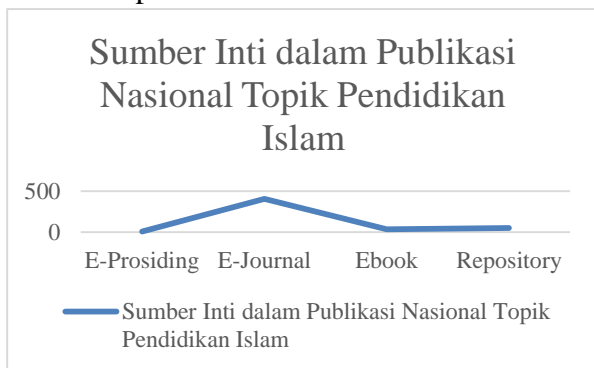 Sumber Inti dalam Publikasi
Nasional Topik Pendidikan
Islam
500
0
E-Prosiding E-Journal Ebook Repository
Sumber Inti dalam Publikasi Nasional Topik
Pendidikan Islam